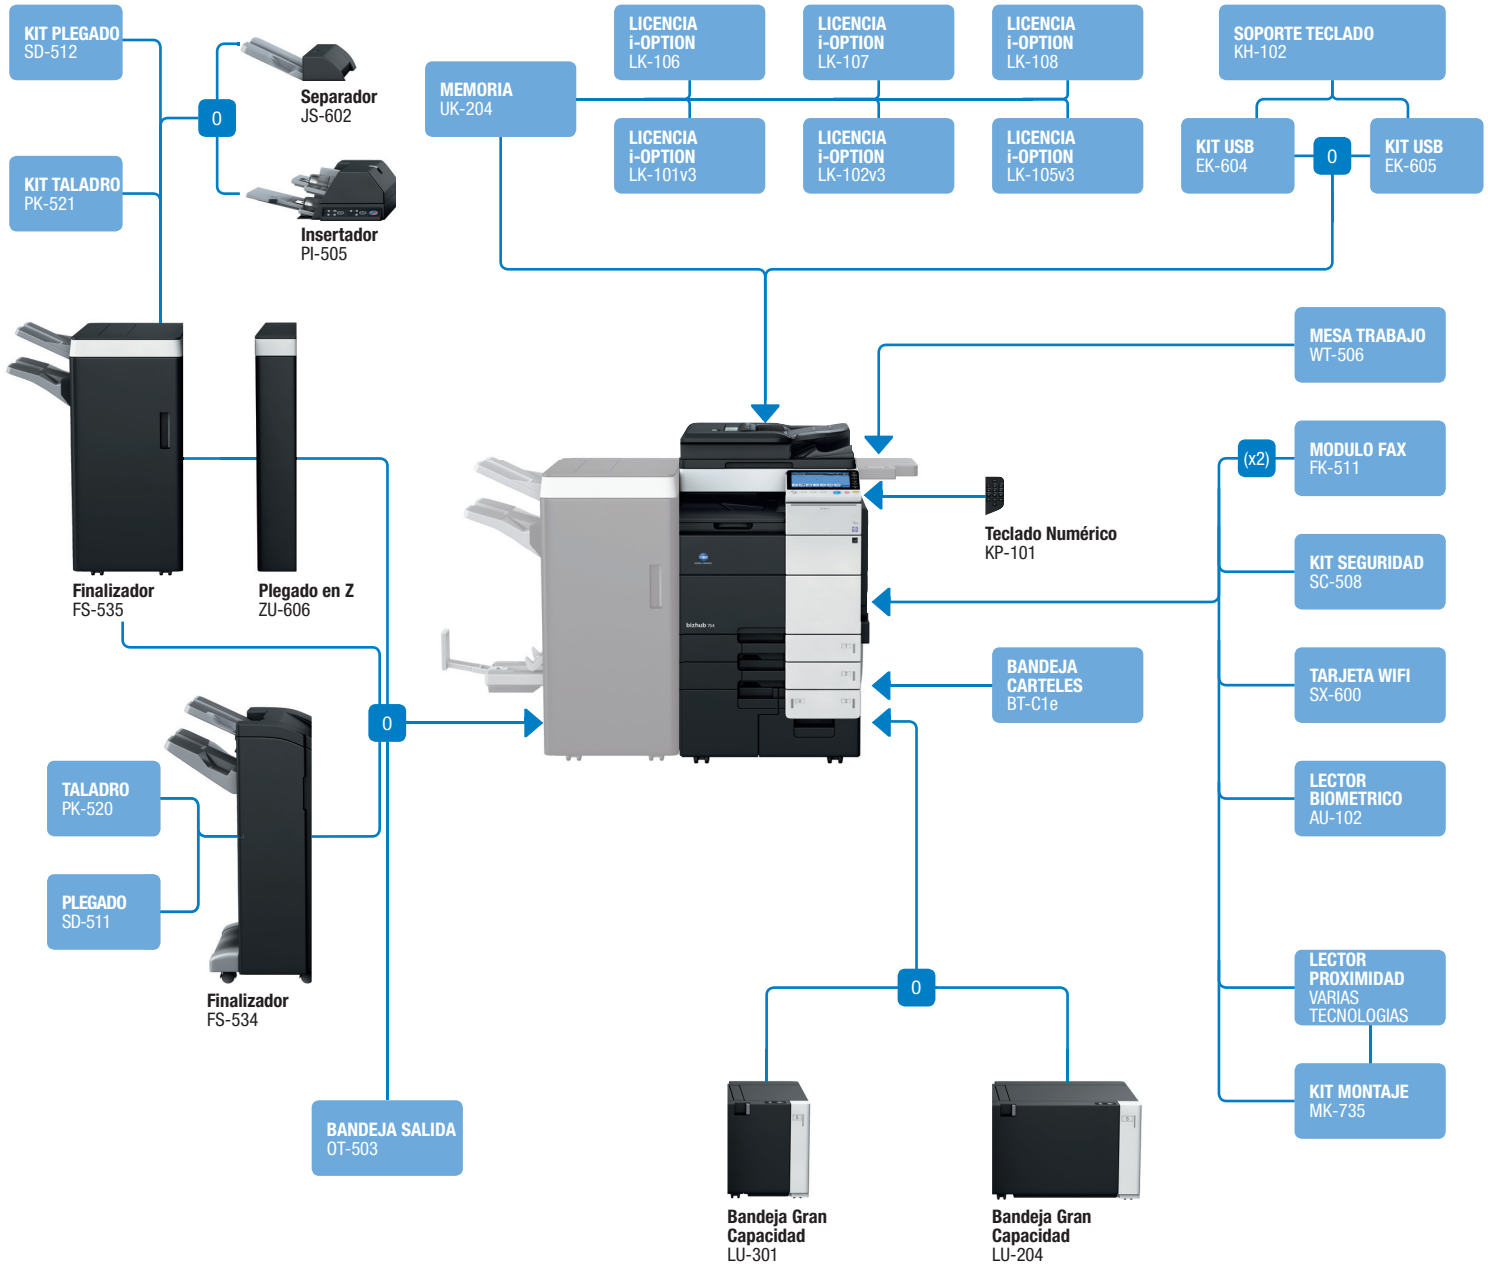 KIT PLEGADO
SD-512
Separador
JS-602
0
KIT TALADRO
PK-521
Insertador
PI-505
MEMORIA
UK-204
LICENCIA
i-OPTION
LK-106
LICENCIA
i-OPTION
LK-107
LICENCIA
i-OPTION
LK-108
LICENCIA
i-OPTION
LK-101v3
LICENCIA
i-OPTION
LK-102v3
LICENCIA
i-OPTION
LK-105v3
SOPORTE TECLADO
KH-102
KIT USB
EK-604
0
KIT USB
EK-605
MESA TRABAJO
WT-506
(x2)
MODULO FAX
FK-511
Teclado Numérico
KP-101
KIT SEGURIDAD
SC-508
Finalizador
FS-535
Plegado en Z
ZU-606
bizhub 754
BANDEJA
CARTELES
BT-C1e
TARJETA WIFI
SX-600
0
TALADRO
PK-520
LECTOR
BIOMETRICO
AU-102
PLEGADO
SD-511
Finalizador
FS-534
0
LECTOR
PROXIMIDAD
VARIAS
TECNOLOGIAS
KIT MONTAJE
MK-735
BANDEJA SALIDA
OT-503
Bandeja Gran
Capacidad
LU-301
Bandeja Gran
Capacidad
LU-204